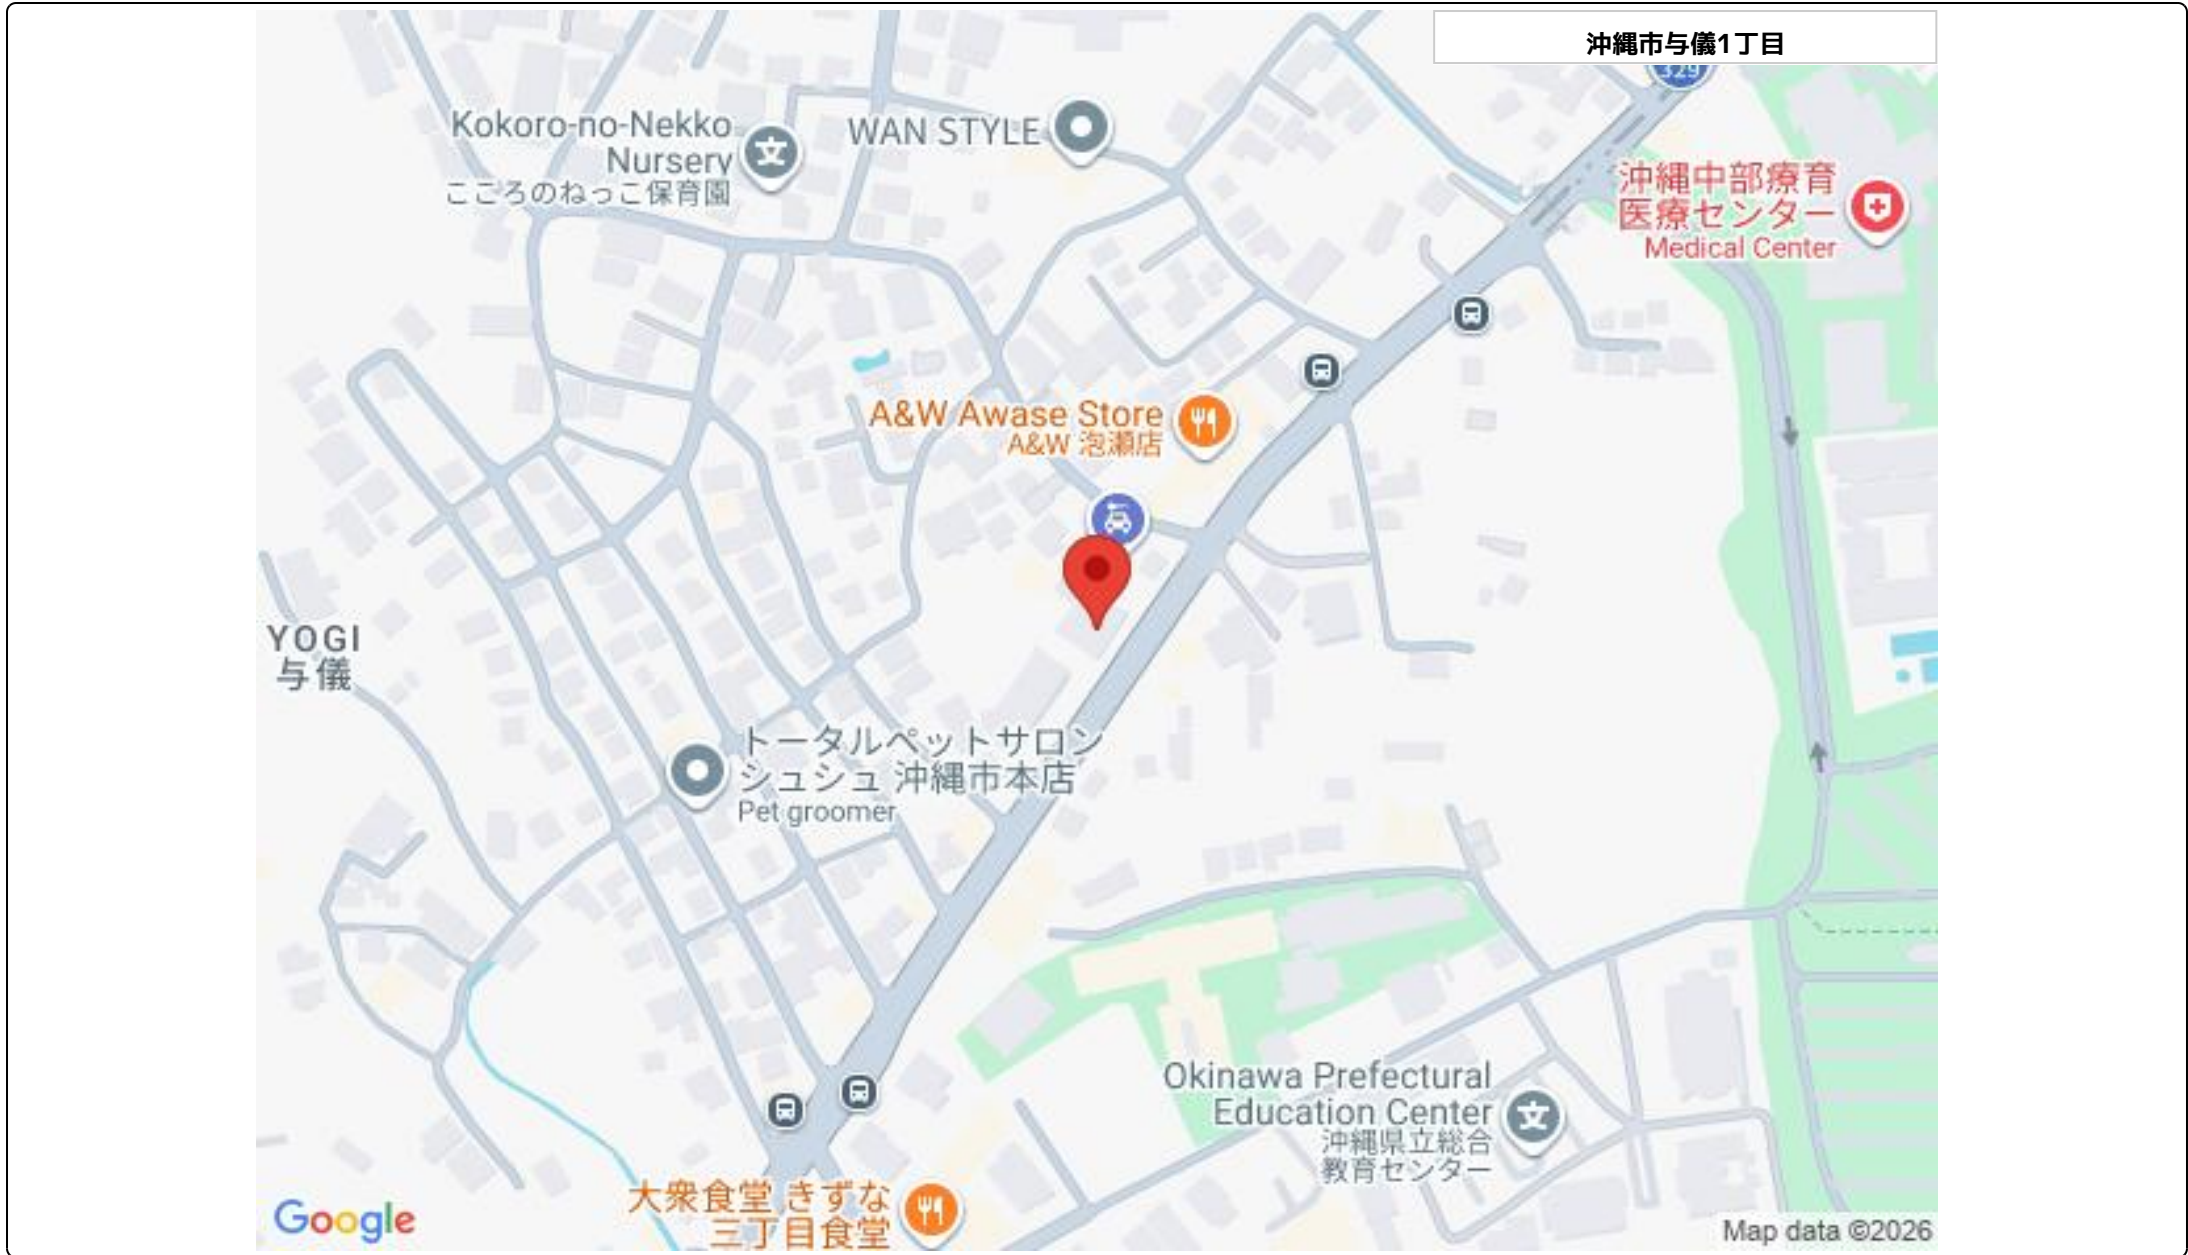 沖縄市与儀1丁目
329
Kokoro-no-Nekko
Nursery
こころのねっこ保育園
WAN STYLE
沖縄中部療育
医療センター
Medical Center
A&W Awase Store
A&W 泡瀬店
YOGI
与儀
トータルペットサロン
シュシュ 沖縄市本店
Pet groomer
Okinawa Prefectural
Education Center
沖縄県立総合
教育センター
大衆食堂 きずな
三丁目食堂
Google
Map data ©2026